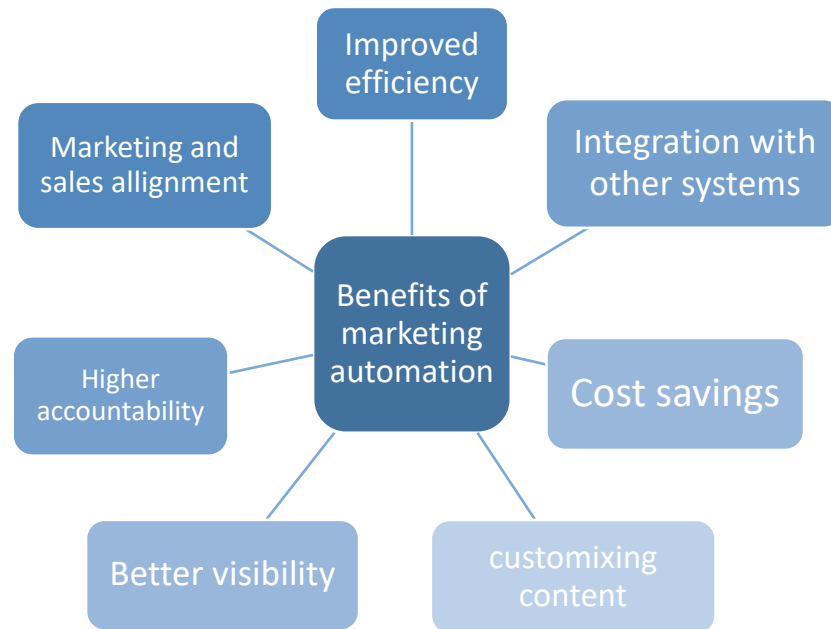 Improved
efficiency
Integration with
other systems
Cost savings
customixing
content
Better visibility
Higher
accountability
Marketing and
sales allignment
Benefits of
marketing
automation